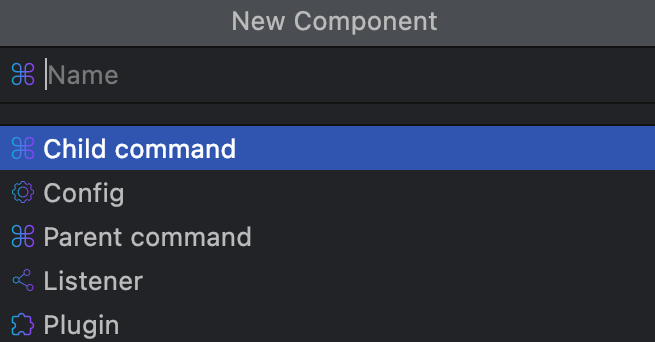 New Component
Name
Child command
Config
Parent command
Listener
Plugin